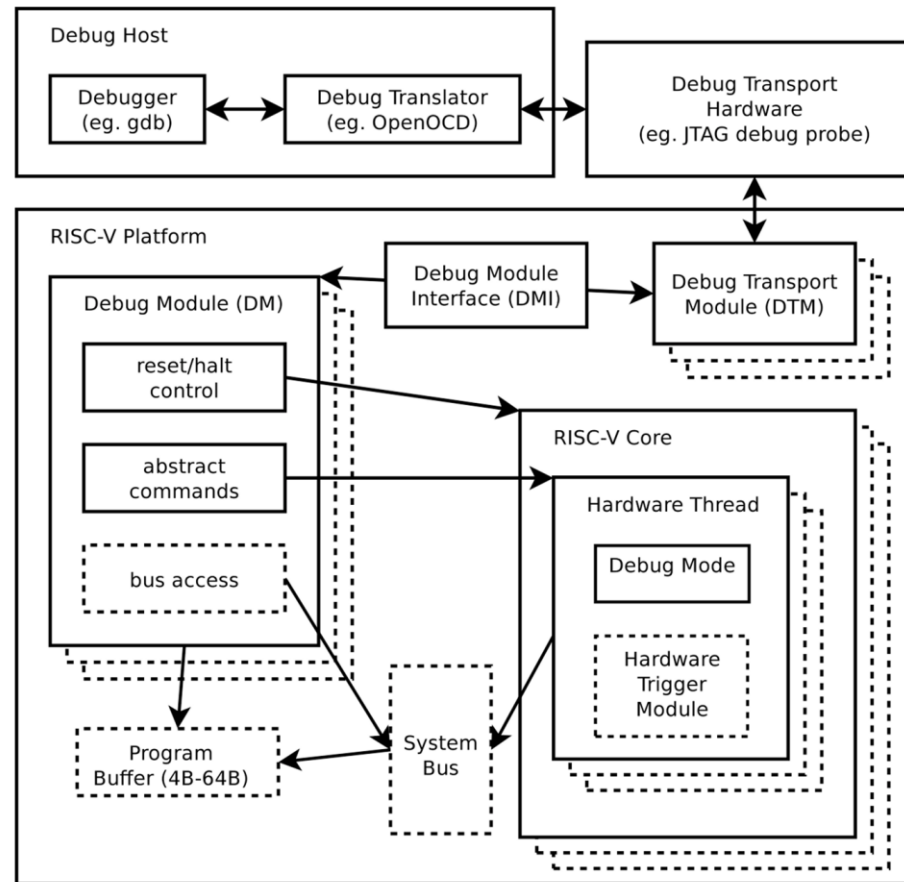 Debug Host
Debugger
(eg. gdb)
Debug Translator
(eg. OpenOCD)
Debug Transport
Hardware
(eg. JTAG debug probe)
RISC-V Platform
Debug Module (DM)
Debug Module
Interface (DMI)
Debug Transport
Module (DTM)
reset/halt
control
abstract
commands
bus access
RISC-V Core
Hardware Thread
Debug Mode
Hardware
Trigger
Module
System
Bus
Program
Buffer (4B-64B)